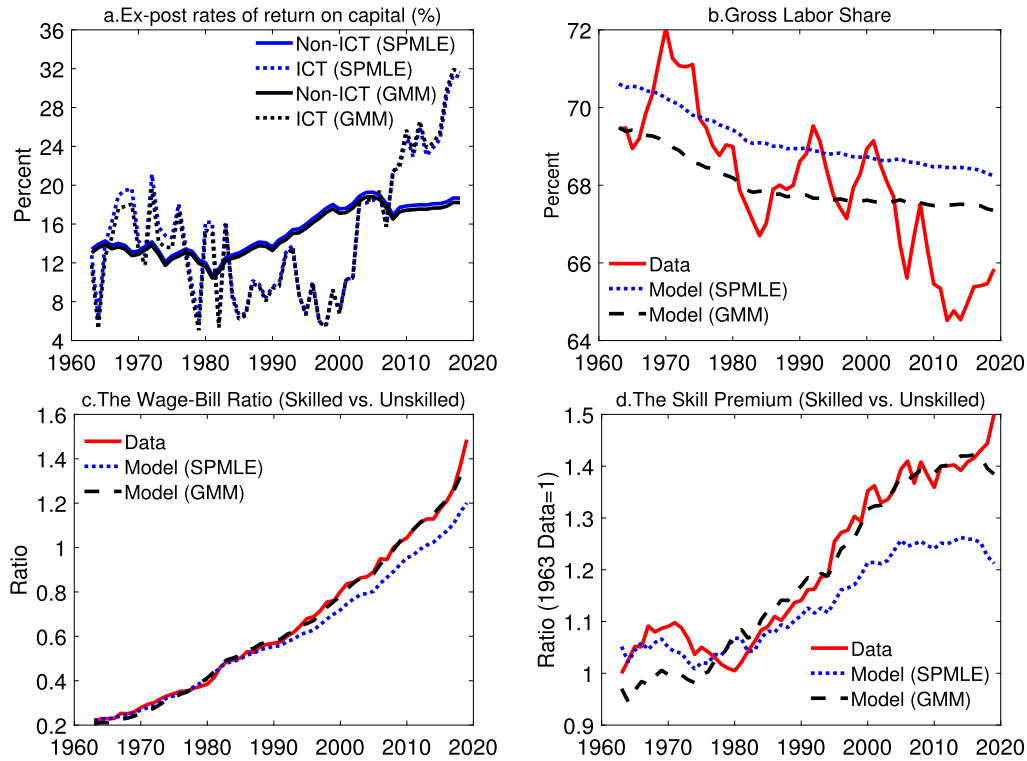 a.Ex-post rates of return on capital (%)
Percent
36
32
28
24
20
16
12
8
4
1960
1970
1980
1990
2000
2010
2020
Non-ICT (SPMLE)
ICT (SPMLE)
Non-ICT (GMM)
ICT (GMM)
b.Gross Labor Share
Percent
72
70
68
66
64
1960
1970
1980
1990
2000
2010
2020
Data
Model (SPMLE)
Model (GMM)
c.The Wage-Bill Ratio (Skilled vs. Unskilled)
Ratio
1.6
1.4
1.2
1
0.8
0.6
0.4
0.2
1960
1970
1980
1990
2000
2010
2020
Data
Model (SPMLE)
Model (GMM)
d.The Skill Premium (Skilled vs. Unskilled)
Ratio (1963 Data=1)
1.5
1.4
1.3
1.2
1.1
1
0.9
1960
1970
1980
1990
2000
2010
2020
Data
Model (SPMLE)
Model (GMM)